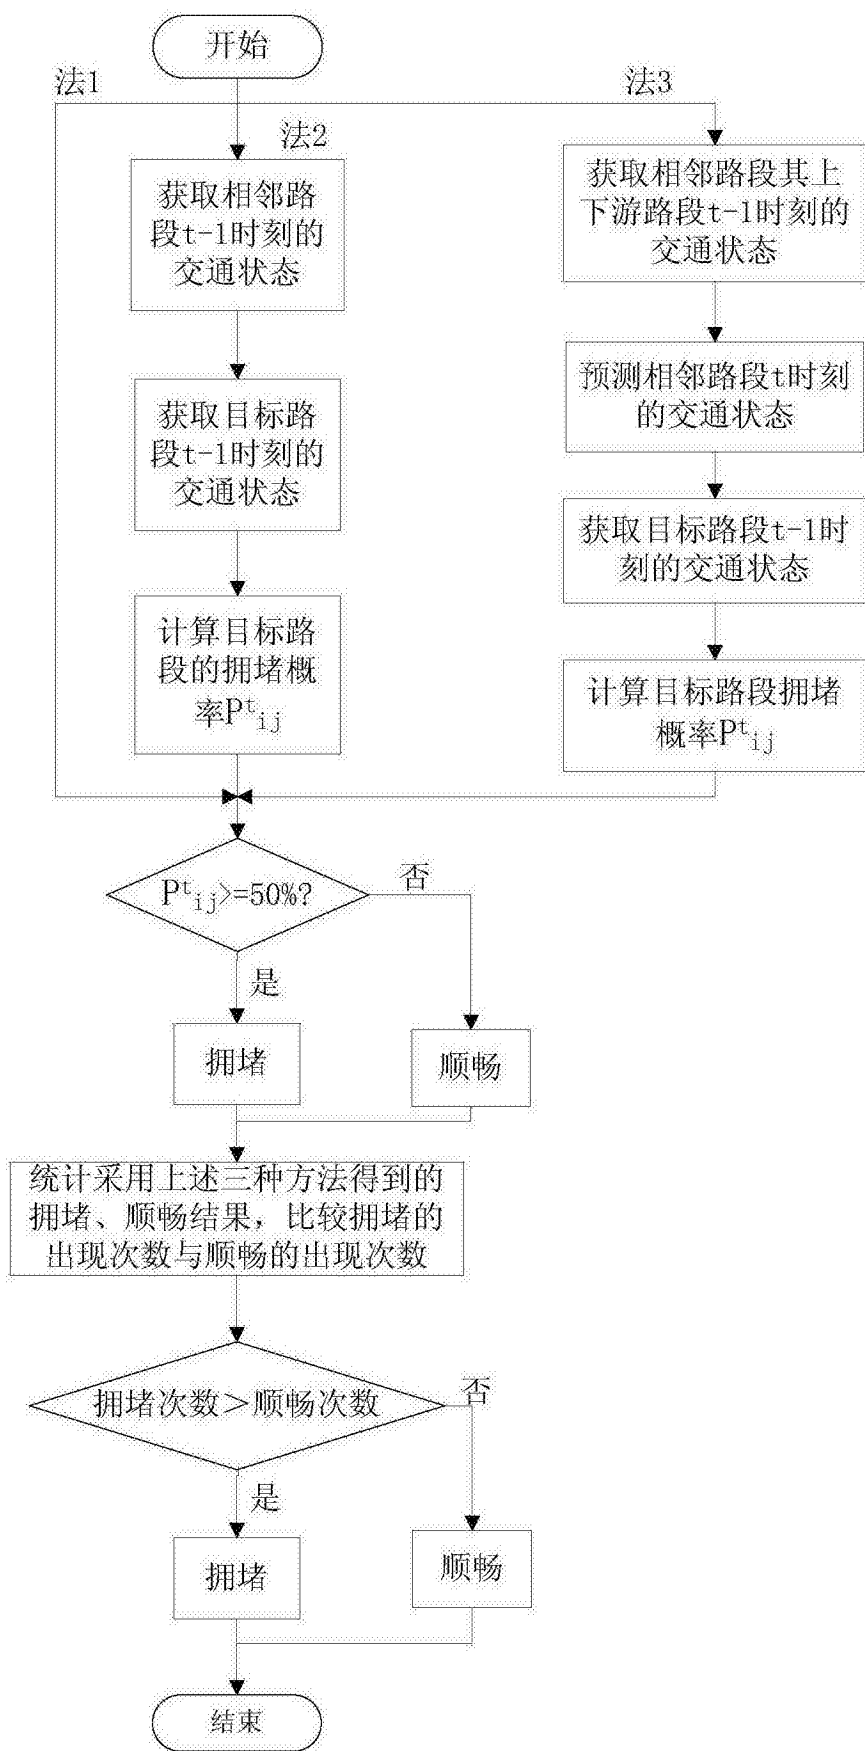 开始
法1
法2
法3
获取相邻路
段t-1时刻的
交通状态
获取目标路
段t-1时刻的
交通状态
计算目标路
段的拥堵概
率Pᵗᵢⱼ
获取相邻路段其上
下游路段t-1时刻的
交通状态
预测相邻路段t时刻
的交通状态
获取目标路段t-1时
刻的交通状态
计算目标路段拥堵
概率Pᵗᵢⱼ
Pᵗᵢⱼ>=50%?
否
是
拥堵
顺畅
统计采用上述三种方法得到的
拥堵、顺畅结果，比较拥堵的
出现次数与顺畅的出现次数
拥堵次数＞顺畅次数
否
是
拥堵
顺畅
结束